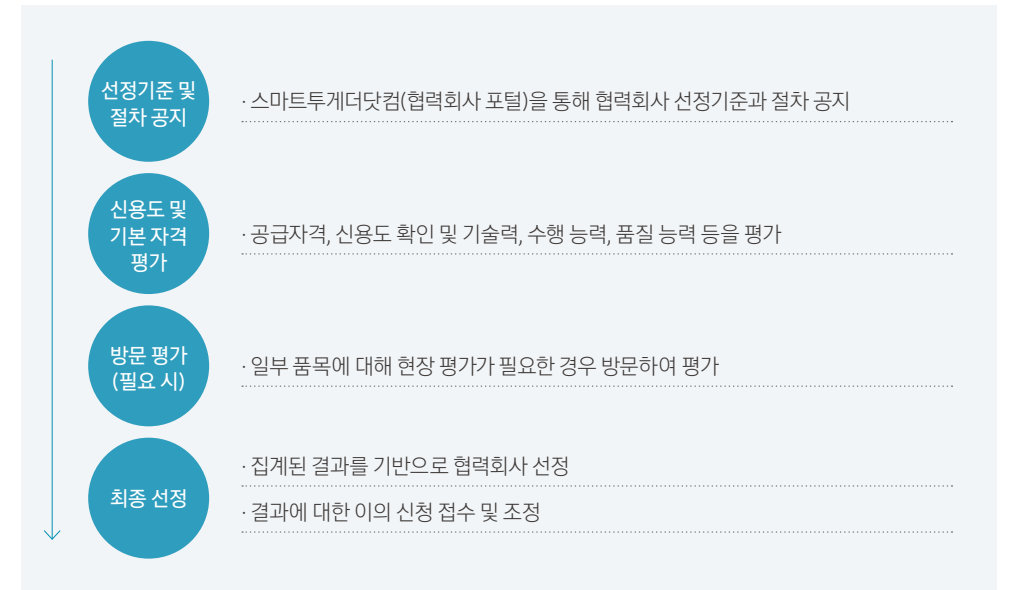 선정기준 및
절차 공지
· 스마트투게더닷컴(협력회사 포털)을 통해 협력회사 선정기준과 절차 공지
신용도 및
기본 자격
평가
· 공급자격, 신용도 확인 및 기술력, 수행 능력, 품질 능력 등을 평가
방문 평가
(필요 시)
· 일부 품목에 대해 현장 평가가 필요한 경우 방문하여 평가
최종 선정
· 집계된 결과를 기반으로 협력회사 선정
· 결과에 대한 이의 신청 접수 및 조정